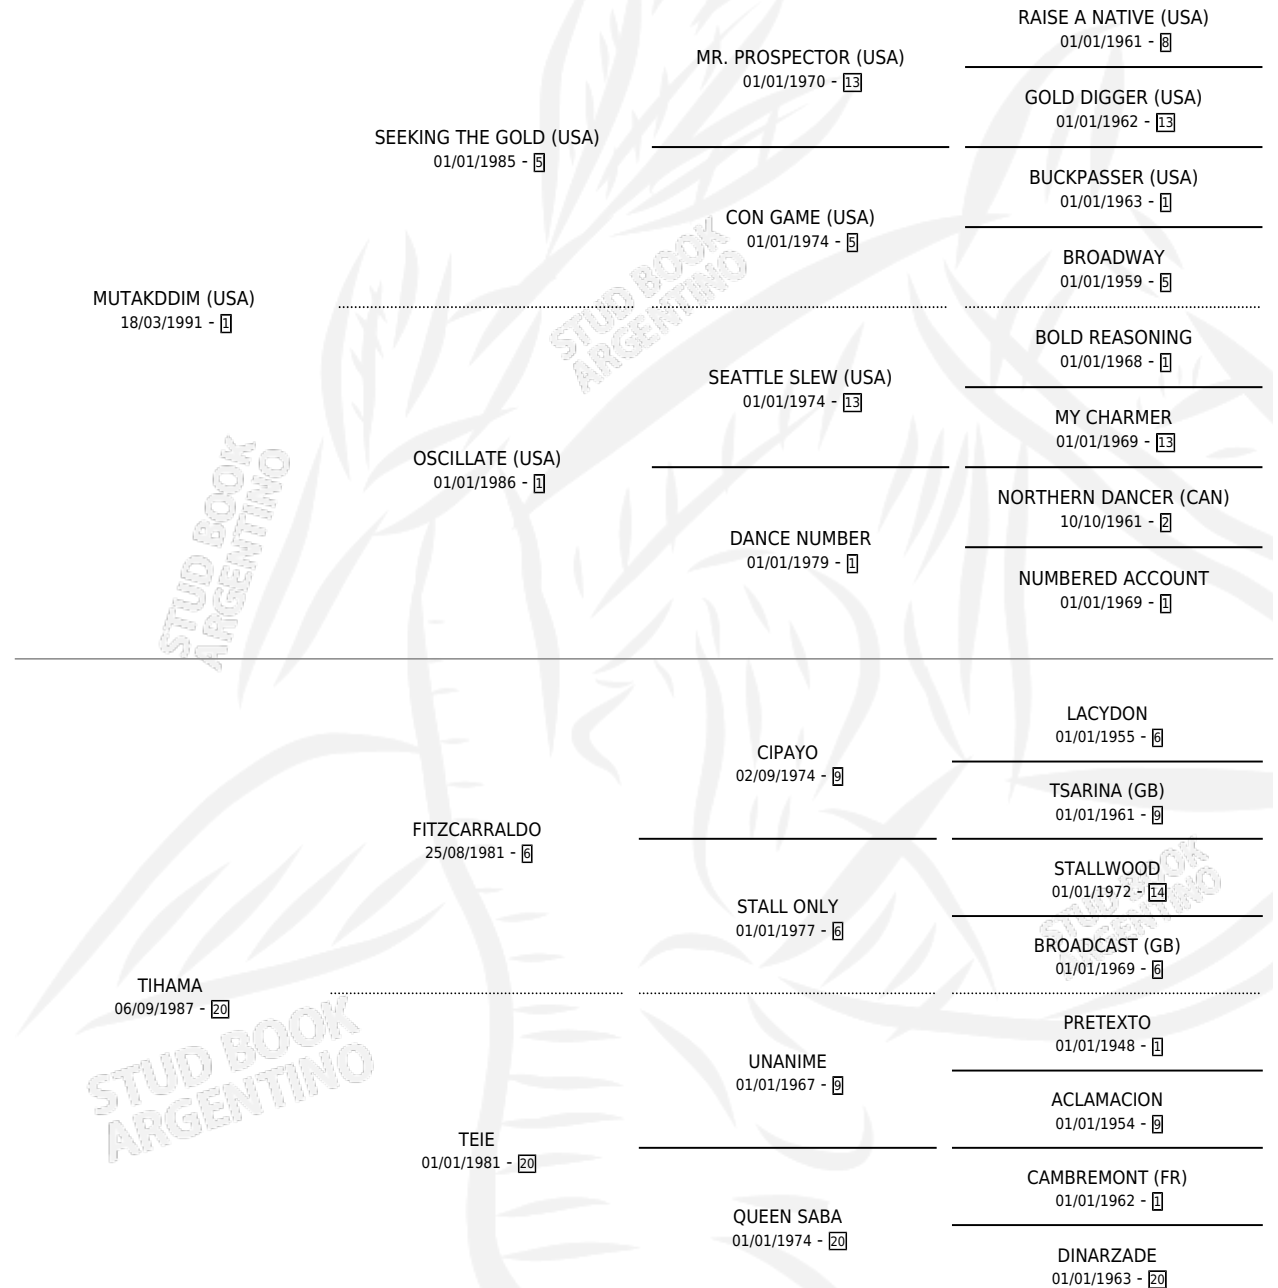 RAISE A NATIVE (USA)
01/01/1961 - 8
MR. PROSPECTOR (USA)
01/01/1970 - 13
GOLD DIGGER (USA)
01/01/1962 - 13
SEEKING THE GOLD (USA)
01/01/1985 - 5
BUCKPASSER (USA)
01/01/1963 - 1
CON GAME (USA)
01/01/1974 - 5
BROADWAY
01/01/1959 - 5
MUTAKDDIM (USA)
18/03/1991 - 1
STUD BOOK
ARGENTINO
BOLD REASONING
01/01/1968 - 1
SEATTLE SLEW (USA)
01/01/1974 - 13
MY CHARMER
01/01/1969 - 13
OSCILLATE (USA)
01/01/1986 - 1
NORTHERN DANCER (CAN)
10/10/1961 - 2
DANCE NUMBER
01/01/1979 - 1
NUMBERED ACCOUNT
01/01/1969 - 1
STUD BOOK
ARGENTINO
LACYDON
01/01/1955 - 6
CIPAYO
02/09/1974 - 9
TSARINA (GB)
01/01/1961 - 9
FITZCARRALDO
25/08/1981 - 6
STALLWOOD
01/01/1972 - 14
STALL ONLY
01/01/1977 - 6
BROADCAST (GB)
01/01/1969 - 6
STUD BOOK
ARGENTINO
TIHAMA
06/09/1987 - 20
PRETEXTO
01/01/1948 - 1
UNANIME
01/01/1967 - 9
ACLAMACION
01/01/1954 - 9
STUD BOOK
ARGENTINO
TEIE
01/01/1981 - 20
CAMBREMONT (FR)
01/01/1962 - 1
QUEEN SABA
01/01/1974 - 20
DINARZADE
01/01/1963 - 20